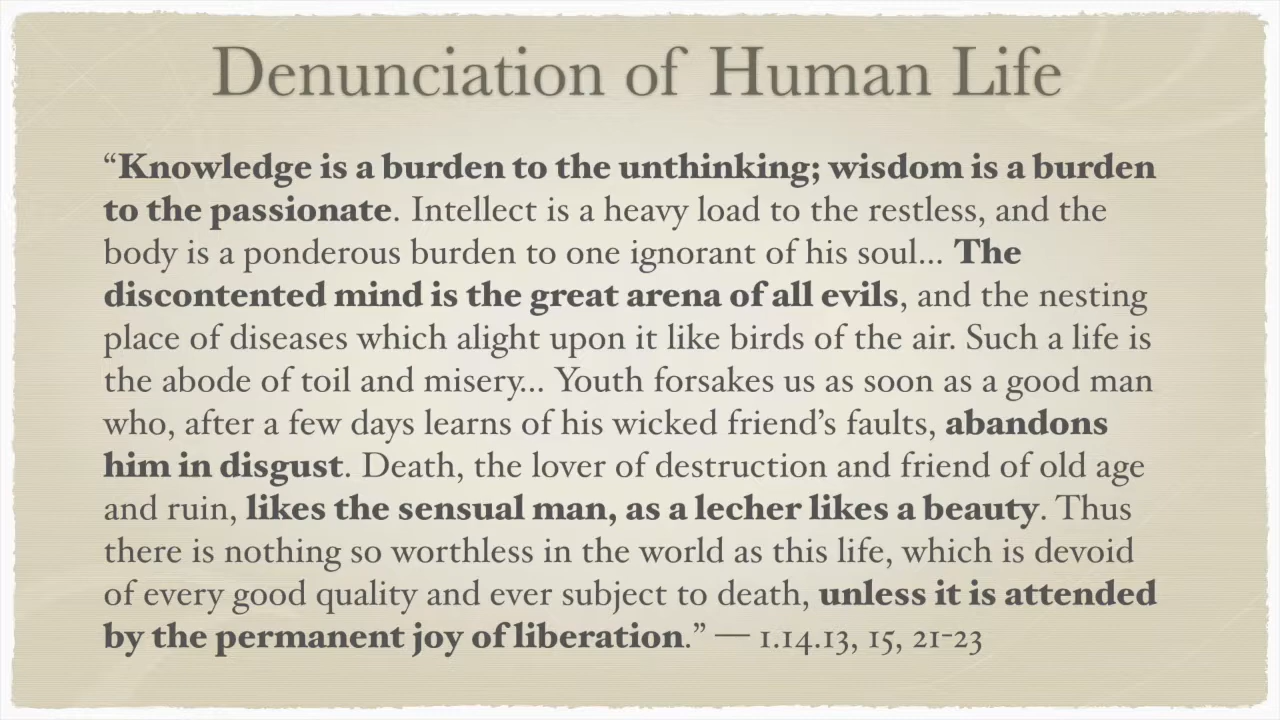 Denunciation of Human Life
“Knowledge is a burden to the unthinking; wisdom is a burden
to the passionate. Intellect is a heavy load to the restless, and the
body is a ponderous burden to one ignorant of his soul... The
discontented mind is the great arena of all evils, and the nesting
place of diseases which alight upon it like birds of the air. Such a life is
the abode of toil and misery... Youth forsakes us as soon as a good man
who, after a few days learns of his wicked friend’s faults, abandons
him in disgust. Death, the lover of destruction and friend of old age
and ruin, likes the sensual man, as a lecher likes a beauty. Thus
there is nothing so worthless in the world as this life, which is devoid
of every good quality and ever subject to death, unless it is attended
by the permanent joy of liberation.” — 1.14.13, 15, 21-23